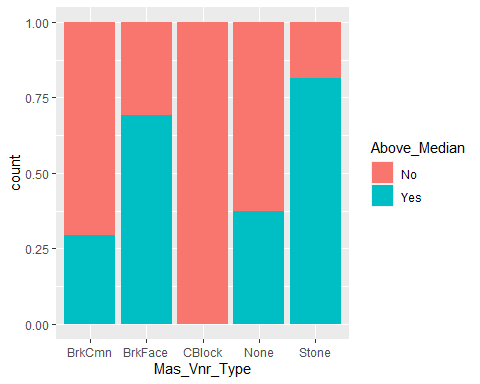 1.00
0.75
0.50
0.25
0.00
count
BrkCmn BrkFace CBlock None Stone
Mas_Vnr_Type
Above_Median
No
Yes